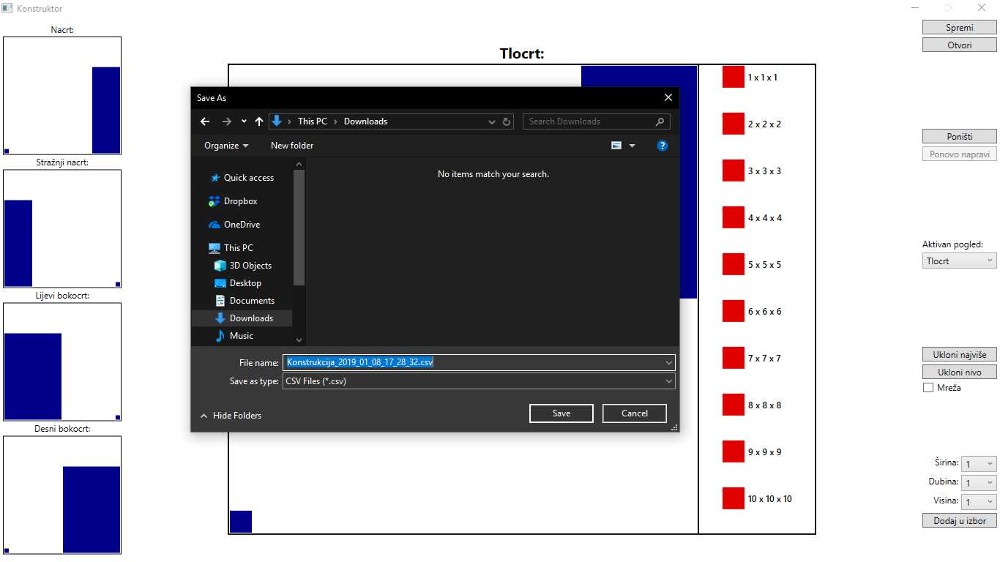 Konstruktor
Nacrt:
Stražnji nacrt:
Lijevi bokocrt:
Desni bokocrt:
Tlocrt:
Save As
This PC
Downloads
Search Downloads
Organize
New folder
?
Quick access
Dropbox
OneDrive
This PC
3D Objects
Desktop
Documents
Downloads
Music
No items match your search.
File name:
Konstrukcija_2019_01_08_17_28_32.csv
Save as type:
CSV Files (*.csv)
Hide Folders
Save
Cancel
1 x 1 x 1
2 x 2 x 2
3 x 3 x 3
4 x 4 x 4
5 x 5 x 5
6 x 6 x 6
7 x 7 x 7
8 x 8 x 8
9 x 9 x 9
10 x 10 x 10
Spremi
Otvori
Poništi
Ponovo napravi
Aktivan pogled:
Tlocrt
Ukloni najviše
Ukloni nivo
Mreža
Širina: 1
Dubina: 1
Visina: 1
Dodaj u izbor